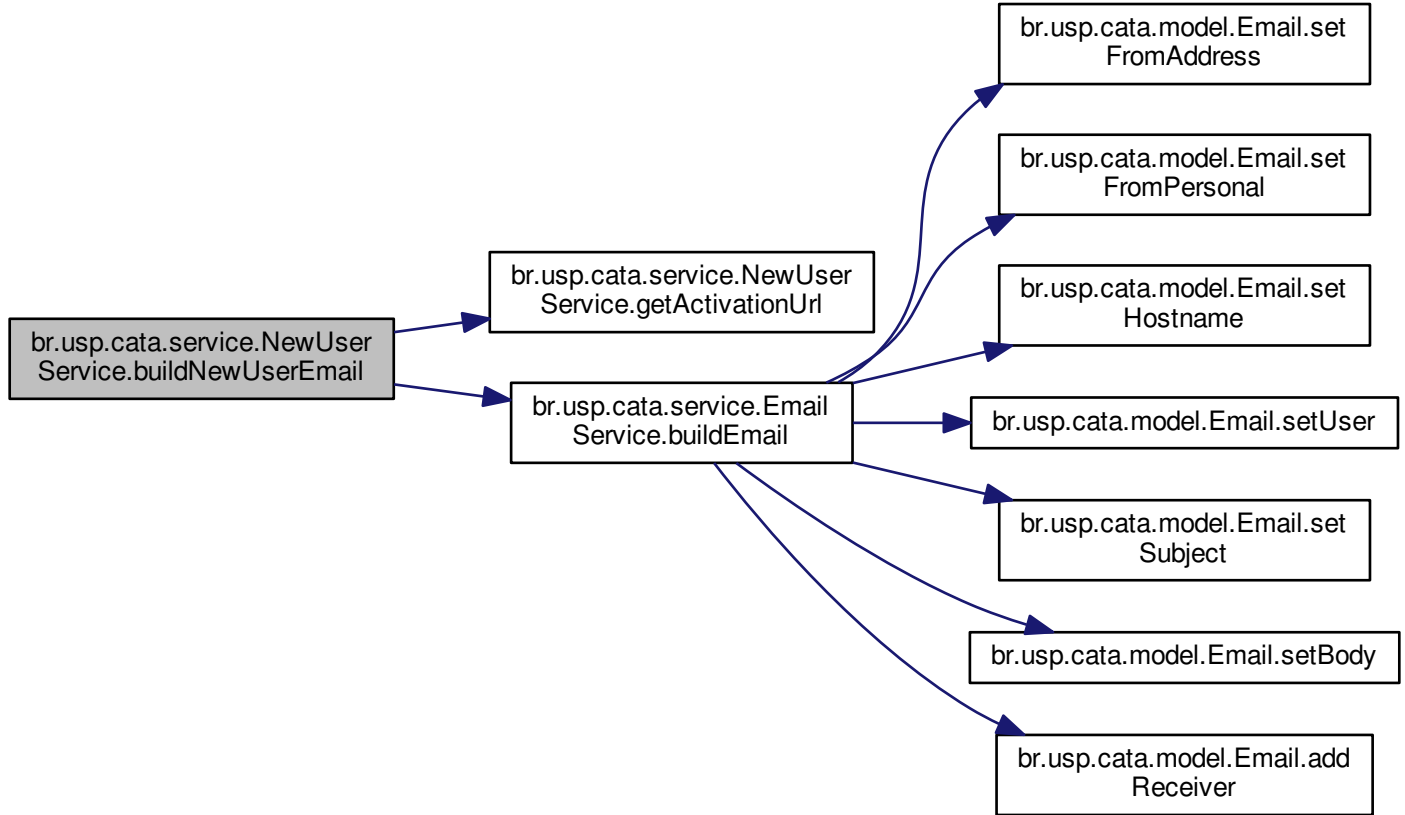 br.usp.cata.service.NewUser
Service.buildNewUserEmail
br.usp.cata.service.NewUser
Service.getActivationUrl
br.usp.cata.service.Email
Service.buildEmail
br.usp.cata.model.Email.set
FromAddress
br.usp.cata.model.Email.set
FromPersonal
br.usp.cata.model.Email.set
Hostname
br.usp.cata.model.Email.setUser
br.usp.cata.model.Email.set
Subject
br.usp.cata.model.Email.setBody
br.usp.cata.model.Email.add
Receiver